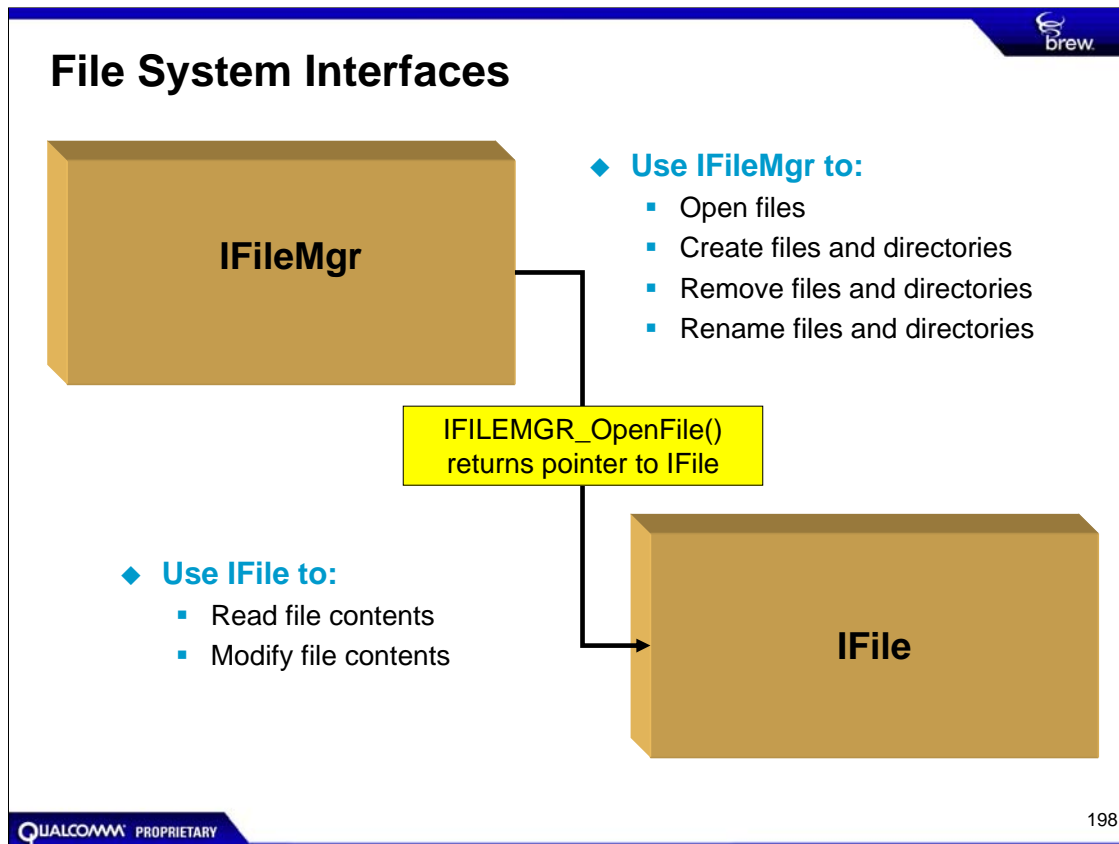 brew.
File System Interfaces
IFileMgr
◆ Use IFileMgr to:
▪ Open files
▪ Create files and directories
▪ Remove files and directories
▪ Rename files and directories
IFILEMGR_OpenFile()
returns pointer to IFile
◆ Use IFile to:
▪ Read file contents
▪ Modify file contents
IFile
QUALCOMM PROPRIETARY
198